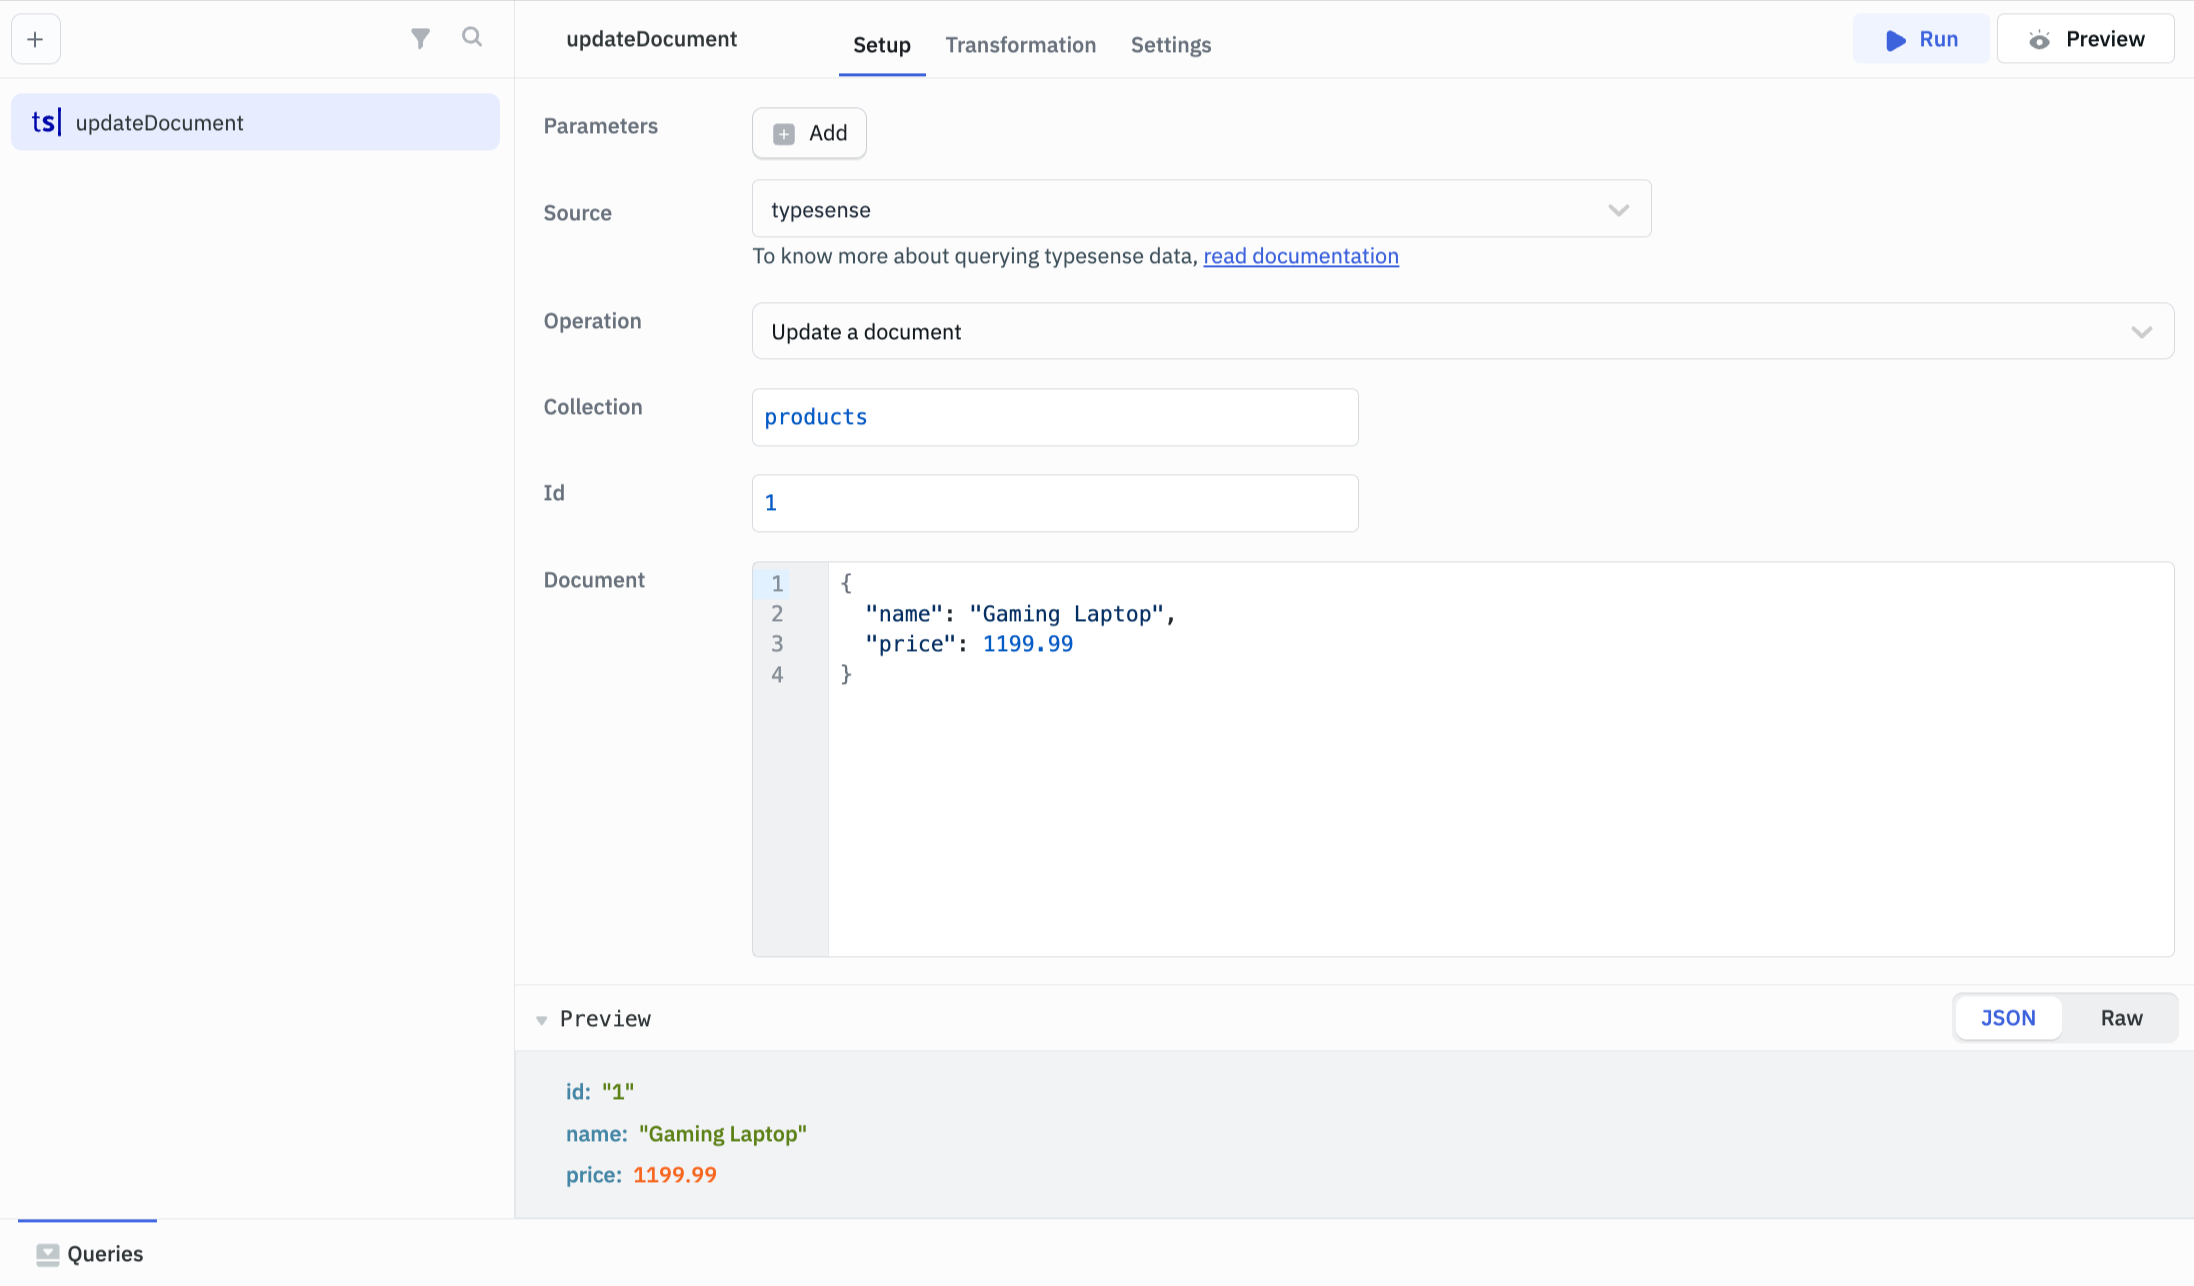 updateDocument
Setup
Transformation
Settings
Run
Preview
ts| updateDocument
Parameters
Add
Source
typesense
To know more about querying typesense data, read documentation
Operation
Update a document
Collection
products
Id
1
Document
1 {
2 "name": "Gaming Laptop",
3 "price": 1199.99
4 }
Preview
JSON
Raw
id: "1"
name: "Gaming Laptop"
price: 1199.99
Queries